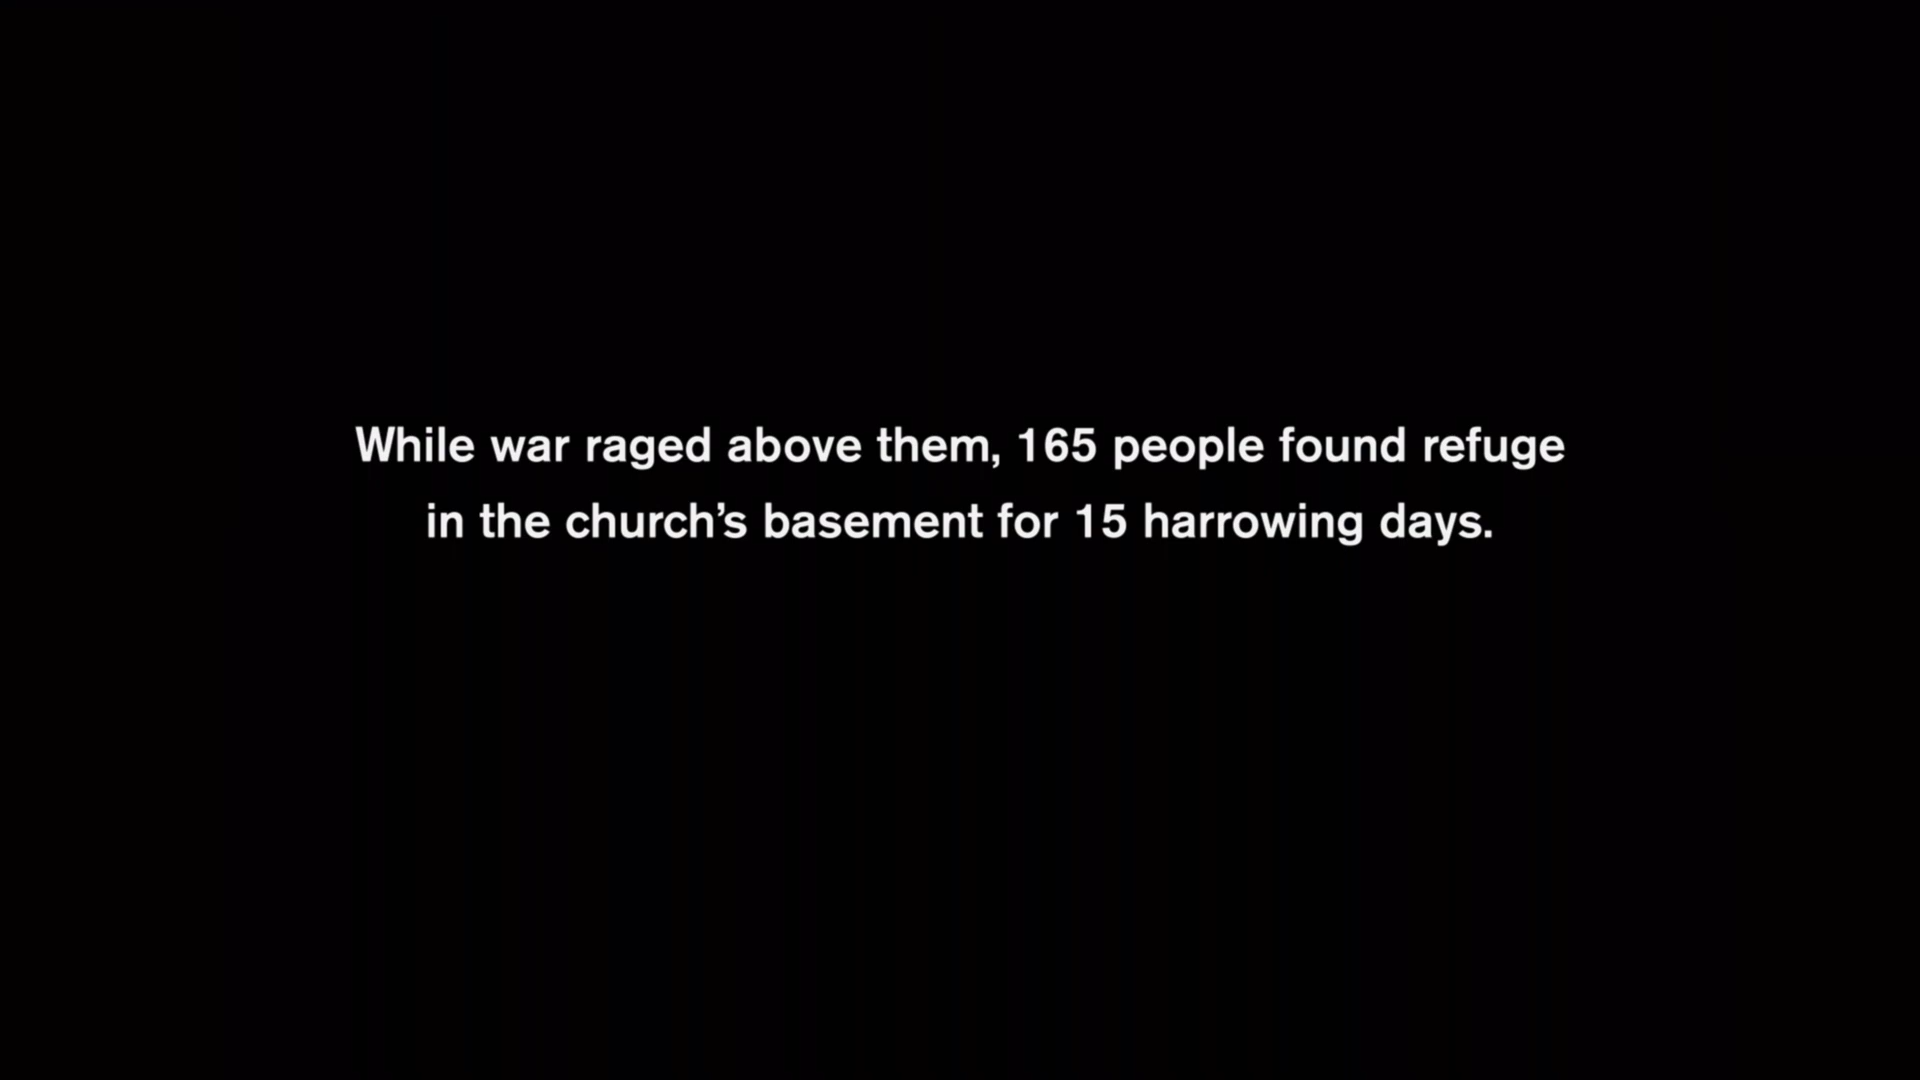 While war raged above them, 165 people found refuge
in the church’s basement for 15 harrowing days.